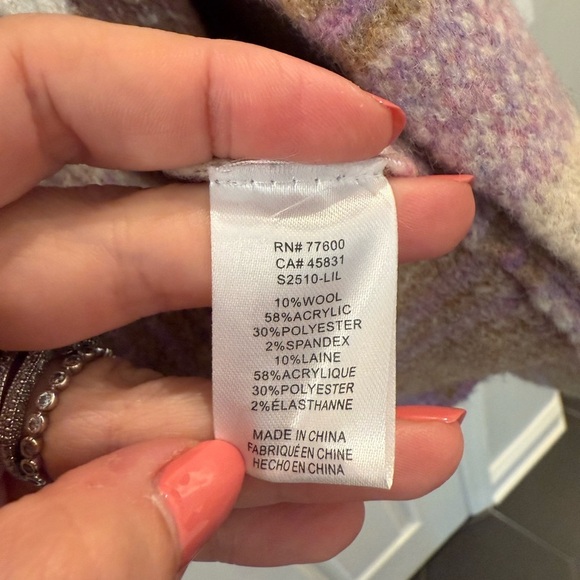 RN# 77600
CA# 45831
S2510-LIL
10%WOOL
58%ACRYLIC
30%POLYESTER
2%SPANDEX
10%LAINE
58%ACRYLIQUE
30%POLYESTER
2%ÉLASTHANNE
MADE IN CHINA
FABRIQUÉ EN CHINE
HECHO EN CHINA